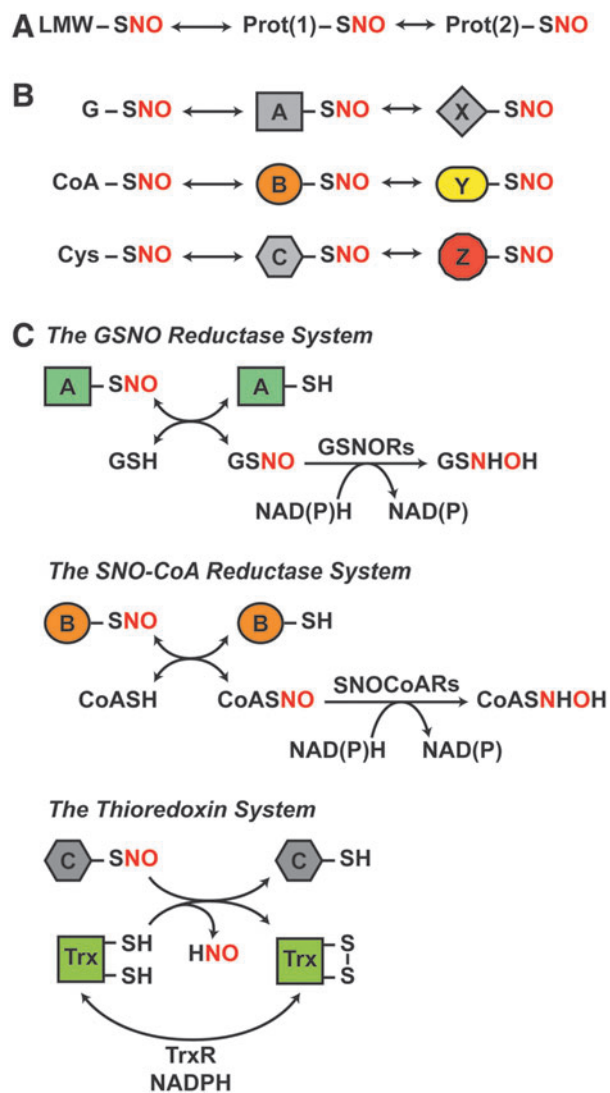 A LMW – SNO Prot(1) – SNO Prot(2) – SNO
B
G – SNO A – SNO X – SNO
CoA – SNO B – SNO Y – SNO
Cys – SNO C – SNO Z – SNO
C The GSNO Reductase System
A – SNO A – SH
GSH GSNO GSNORs GSNHOH
NAD(P)H NAD(P)
The SNO-CoA Reductase System
B – SNO B – SH
CoASH CoASNO SNOCoARs CoASNHOH
NAD(P)H NAD(P)
The Thioredoxin System
C – SNO C – SH
Trx SH SH HNO Trx S S
TrxR
NADPH